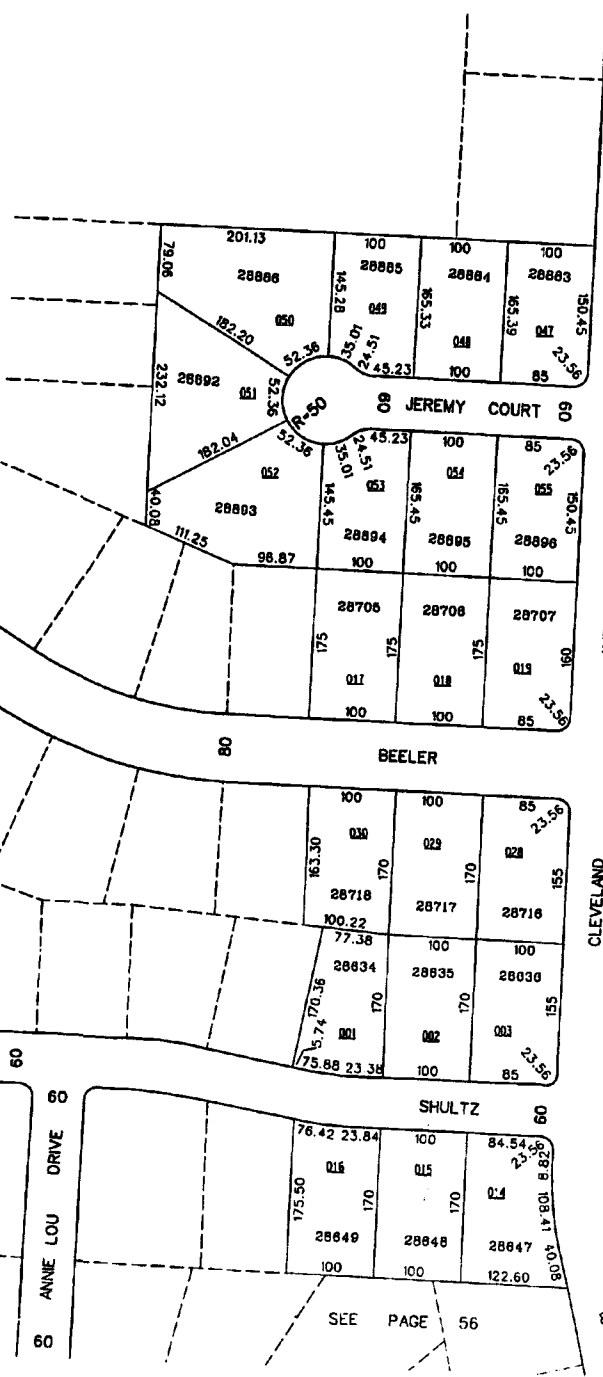 201.13 100 100 100
79.06 28886 28885 28884 28883
145.28 165.33 165.39 150.45
050 049 048 047
182.20 52.36 35.01 24.51 45.23 100 85 23.56
232.12 28892 051 52.36 R-50
60 JEREMY COURT 60
182.04 52.36 35.01 24.51 45.23 100 85 23.56
40.08 052 053 054 055
28893 145.45 165.45 165.45 150.45
111.25 28894 28895 28896
96.87 100 100 100
28705 28706 28707
175 175 175 160
017 018 019
100 100 85 23.56
80 BEELER
100 100 85 23.56
030 029 028
163.30 170 170 155
28718 28717 28716
CLEVELAND
100.22
77.38 100 100
28634 28635 28636
170.36 170 170 155
5.74 001 002 003 23.56
75.88 23.38 100 85
60 SHULTZ 60
60
76.42 23.84 100 84.54 23.56 8.82
016 015 014
175.50 170 170 108.41
28649 28648 28647 40.08
100 100 122.60
ANNIE LOU DRIVE
60
SEE PAGE 56